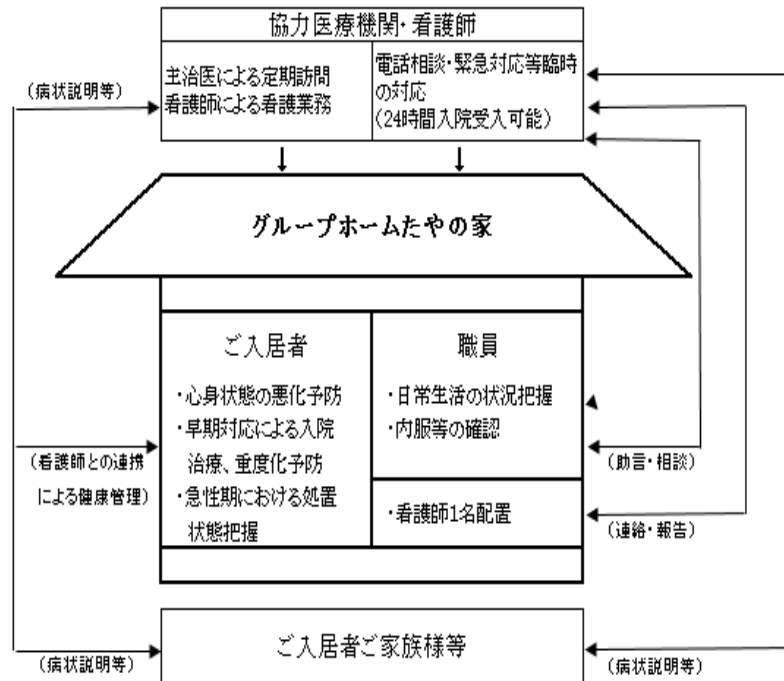 協力医療機関・看護師
主治医による定期訪問
看護師による看護業務
電話相談・緊急対応等臨時
の対応
(24時間入院受入可能)
(病状説明等)
グループホームたやの家
ご入居者
・心身状態の悪化予防
・早期対応による入院
治療、重度化予防
・急性期における処置
状態把握
職員
・日常生活の状況把握
・内服等の確認
・看護師1名配置
(看護師との連携
による健康管理)
(助言・相談)
(連絡・報告)
ご入居者ご家族様等
(病状説明等)
(病状説明等)